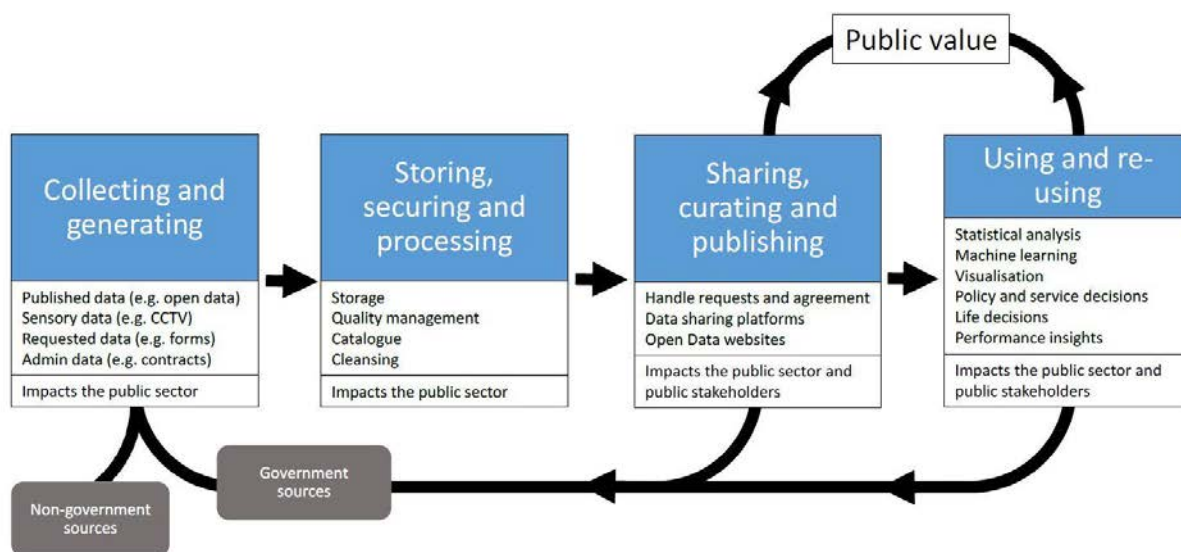 Public value
Collecting and
generating
Published data (e.g. open data)
Sensory data (e.g. CCTV)
Requested data (e.g. forms)
Admin data (e.g. contracts)
Impacts the public sector
Storing,
securing and
processing
Storage
Quality management
Catalogue
Cleansing
Impacts the public sector
Sharing,
curating and
publishing
Handle requests and agreement
Data sharing platforms
Open Data websites
Impacts the public sector and
public stakeholders
Using and re-
using
Statistical analysis
Machine learning
Visualisation
Policy and service decisions
Life decisions
Performance insights
Impacts the public sector and
public stakeholders
Government
sources
Non-government
sources